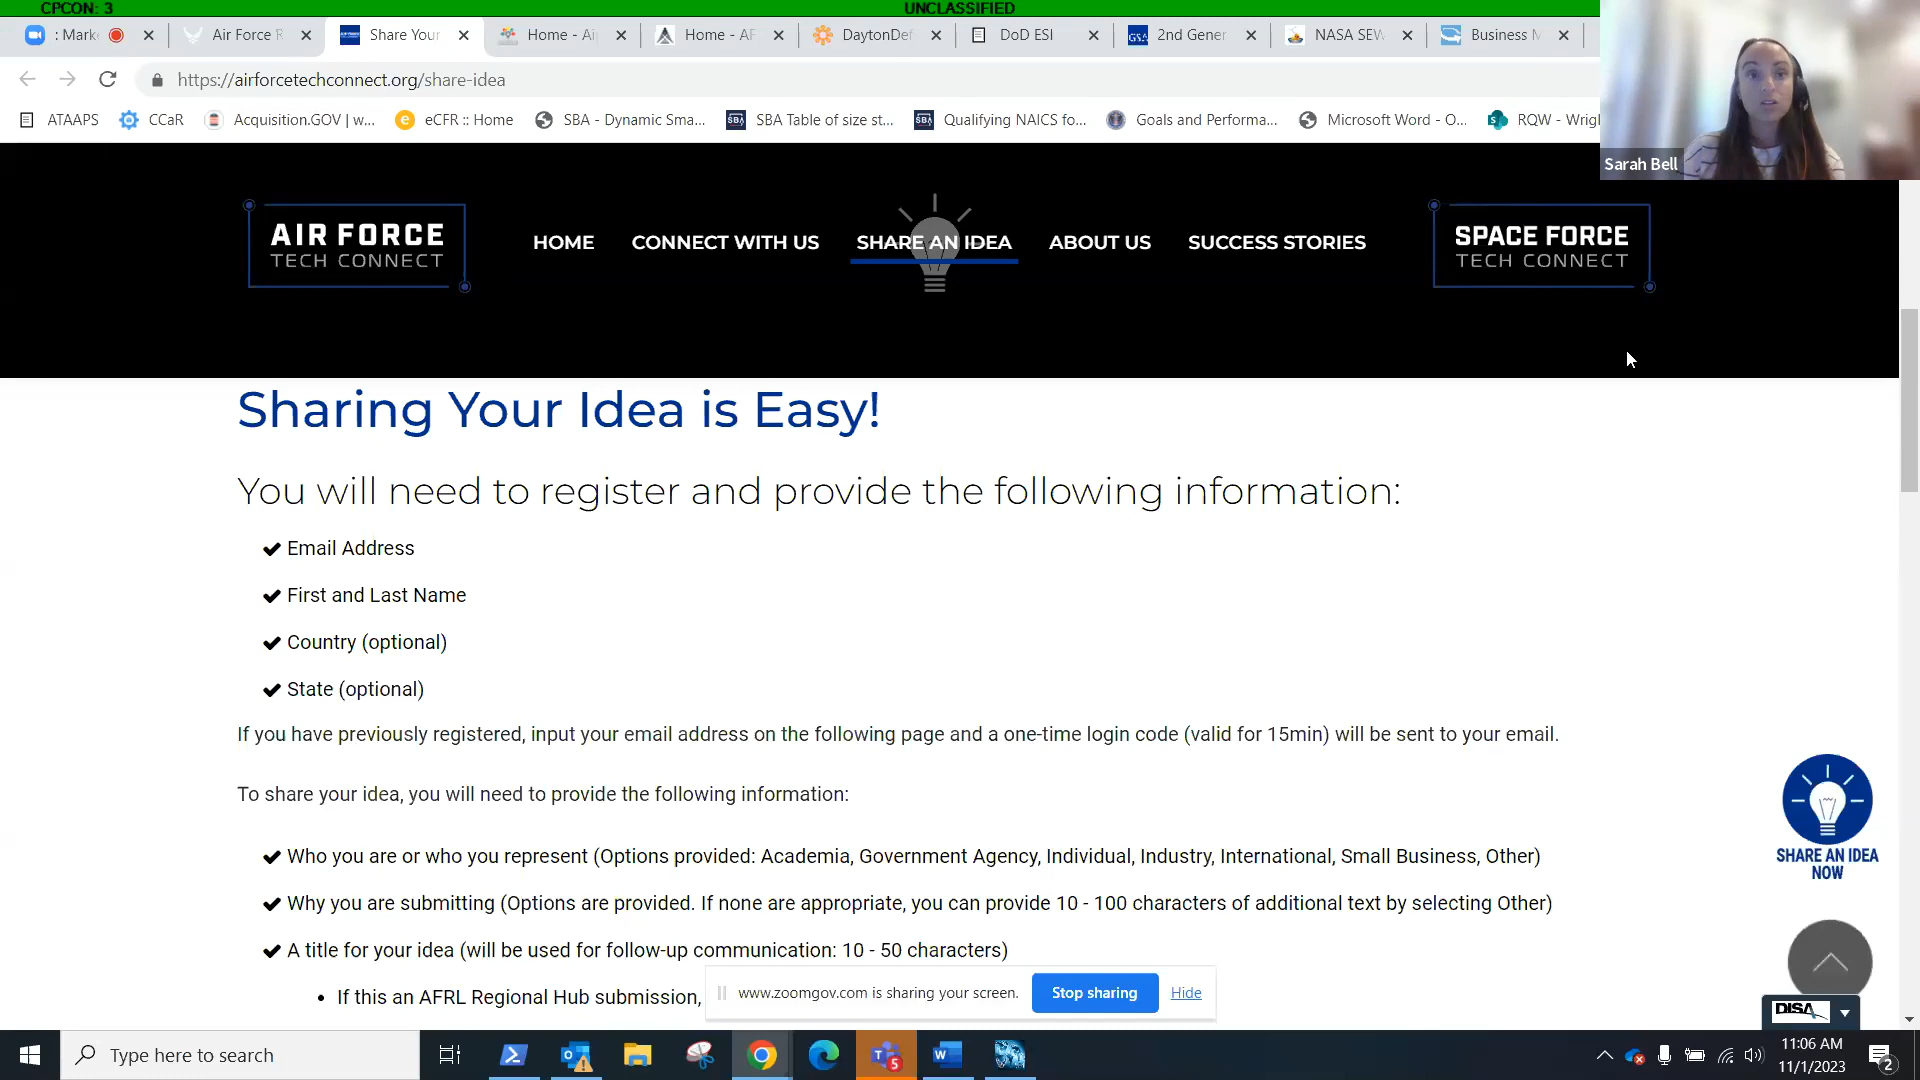 CPCON: 3
UNCLASSIFIED
: Mark
Air Force R
Share Your
Home - Ai
Home - AF
DaytonDef
DoD ESI
2nd Gener
NASA SEW
Business M
https://airforcetechconnect.org/share-idea
ATAAPS
CCaR
Acquisition.GOV | w...
eCFR :: Home
SBA - Dynamic Sma...
SBA Table of size st...
Qualifying NAICS fo...
Goals and Performa...
Microsoft Word - O...
RQW - Wrig
Sarah Bell
AIR FORCE
TECH CONNECT
HOME
CONNECT WITH US
SHARE AN IDEA
ABOUT US
SUCCESS STORIES
SPACE FORCE
TECH CONNECT
Sharing Your Idea is Easy!
You will need to register and provide the following information:
Email Address
First and Last Name
Country (optional)
State (optional)
If you have previously registered, input your email address on the following page and a one-time login code (valid for 15min) will be sent to your email.
To share your idea, you will need to provide the following information:
Who you are or who you represent (Options provided: Academia, Government Agency, Individual, Industry, International, Small Business, Other)
Why you are submitting (Options are provided. If none are appropriate, you can provide 10 - 100 characters of additional text by selecting Other)
A title for your idea (will be used for follow-up communication: 10 - 50 characters)
• If this an AFRL Regional Hub submission,
SHARE AN IDEA
NOW
www.zoomgov.com is sharing your screen.
Stop sharing
Hide
DISA
Type here to search
11:06 AM
11/1/2023
2